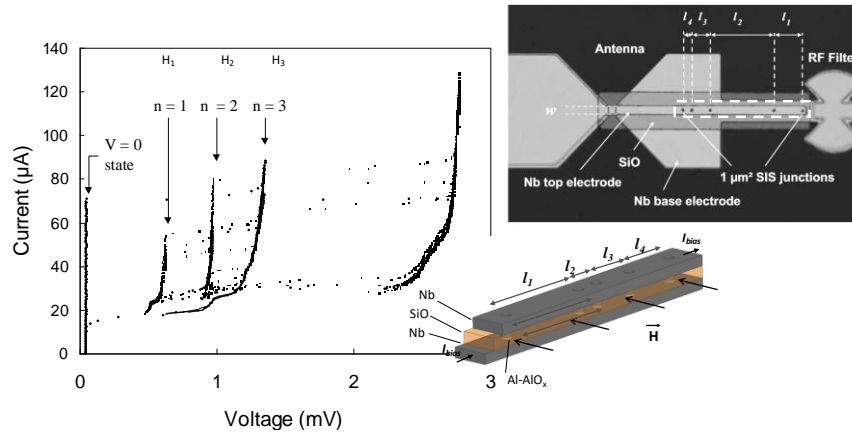 140
120
100
80
60
40
20
0
Current (µA)
0
1
2
3
Voltage (mV)
H1
H2
H3
n = 1
n = 2
n = 3
V = 0
state
l4
l3
l2
l1
Antenna
RF Filter
w
SiO
Nb top electrode
1 µm² SIS junctions
Nb base electrode
l1
l2
l3
l4
Ibias
Nb
SiO
Nb
Ibias
H
Al-AlOx